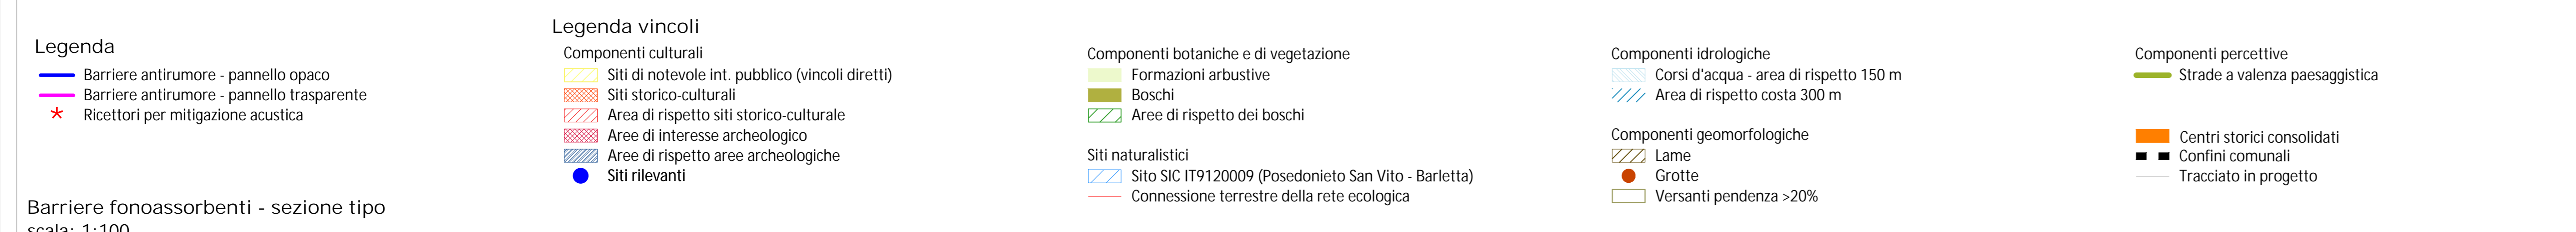 Legenda
Barriere antirumore - pannello opaco
Barriere antirumore - pannello trasparente
Ricettori per mitigazione acustica
Barriere fonoassorbenti - sezione tipo
scala: 1:100
Legenda vincoli
Componenti culturali
Siti di notevole int. pubblico (vincoli diretti)
Siti storico-culturali
Area di rispetto siti storico-culturale
Aree di interesse archeologico
Aree di rispetto aree archeologiche
Siti rilevanti
Componenti botaniche e di vegetazione
Formazioni arbustive
Boschi
Aree di rispetto dei boschi
Siti naturalistici
Sito SIC IT9120009 (Posedonieto San Vito - Barletta)
Connessione terrestre della rete ecologica
Componenti idrologiche
Corsi d'acqua - area di rispetto 150 m
Area di rispetto costa 300 m
Componenti geomorfologiche
Lame
Grotte
Versanti pendenza >20%
Componenti percettive
Strade a valenza paesaggistica
Centri storici consolidati
Confini comunali
Tracciato in progetto